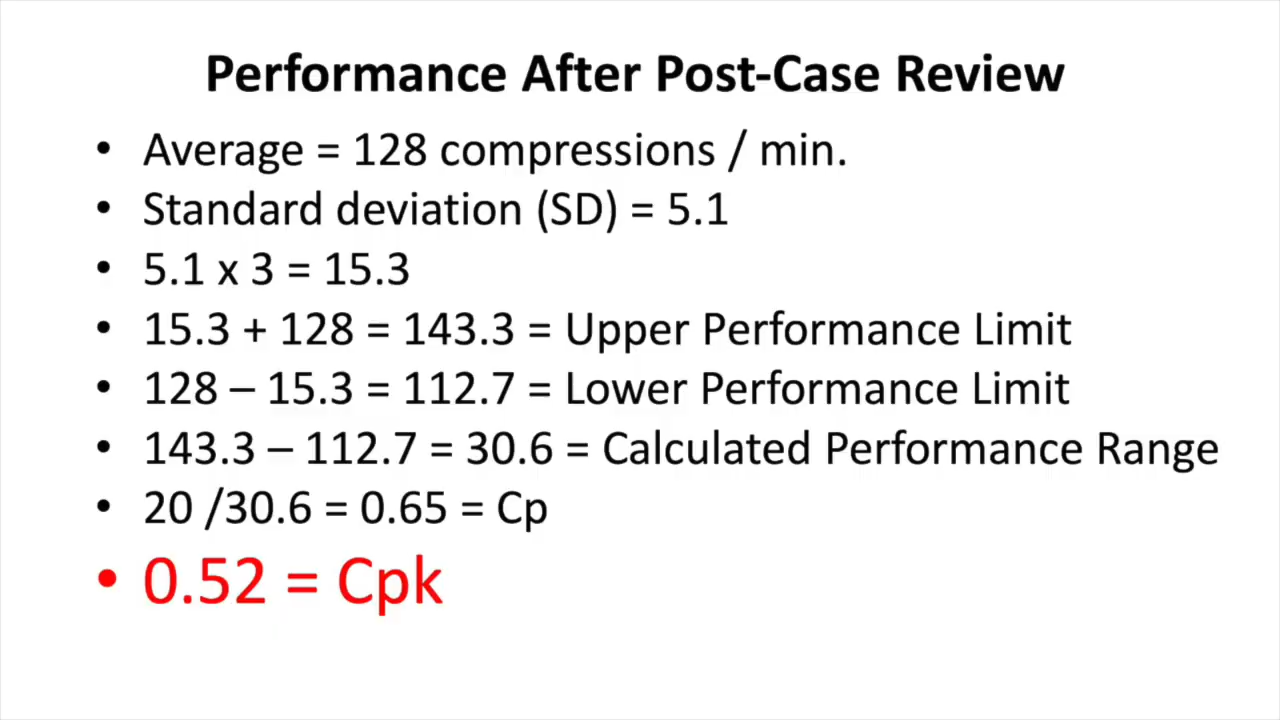 Performance After Post-Case Review
• Average = 128 compressions / min.
• Standard deviation (SD) = 5.1
• 5.1 x 3 = 15.3
• 15.3 + 128 = 143.3 = Upper Performance Limit
• 128 – 15.3 = 112.7 = Lower Performance Limit
• 143.3 – 112.7 = 30.6 = Calculated Performance Range
• 20 /30.6 = 0.65 = Cp
• 0.52 = Cpk